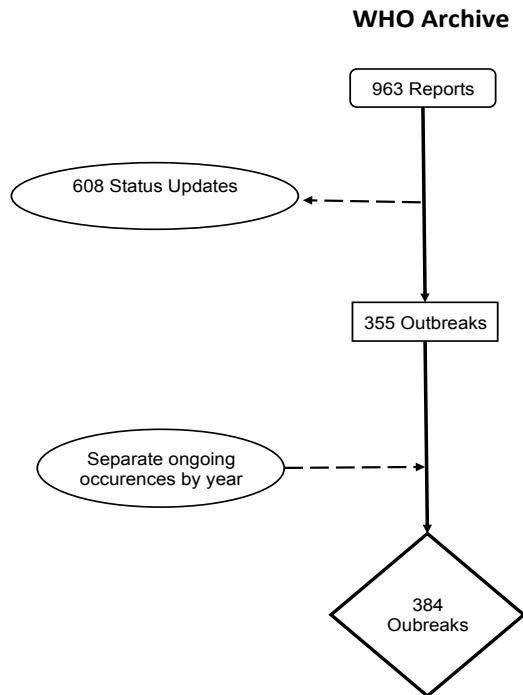 WHO Archive
963 Reports
608 Status Updates
355 Outbreaks
Separate ongoing
occurences by year
384
Oubreaks